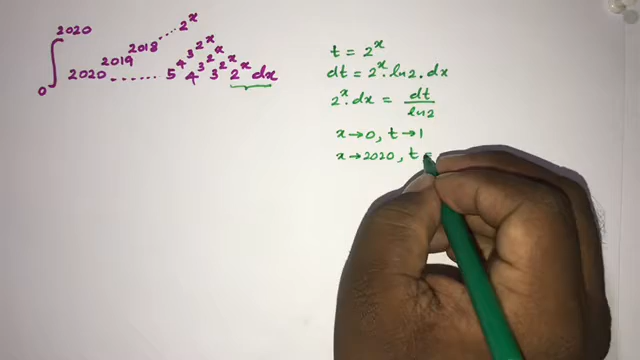 ∫₀^2020 2020^2019^2018^⋰^2^x ...... 5^4^3^2^x 4^3^2^x 3^2^x 2^x dx
t = 2^x
dt = 2^x. ln2. dx
2^x. dx = dt/ln2
x→0, t→1
x→2020, t